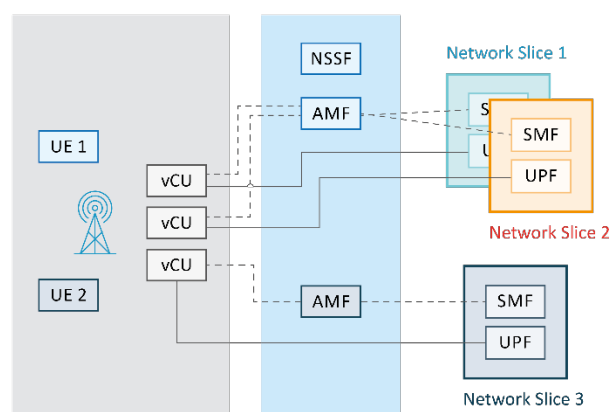 NSSF
Network Slice 1
AMF
S
SMF
UE 1
U
vCU
UPF
vCU
Network Slice 2
vCU
UE 2
AMF
SMF
UPF
Network Slice 3